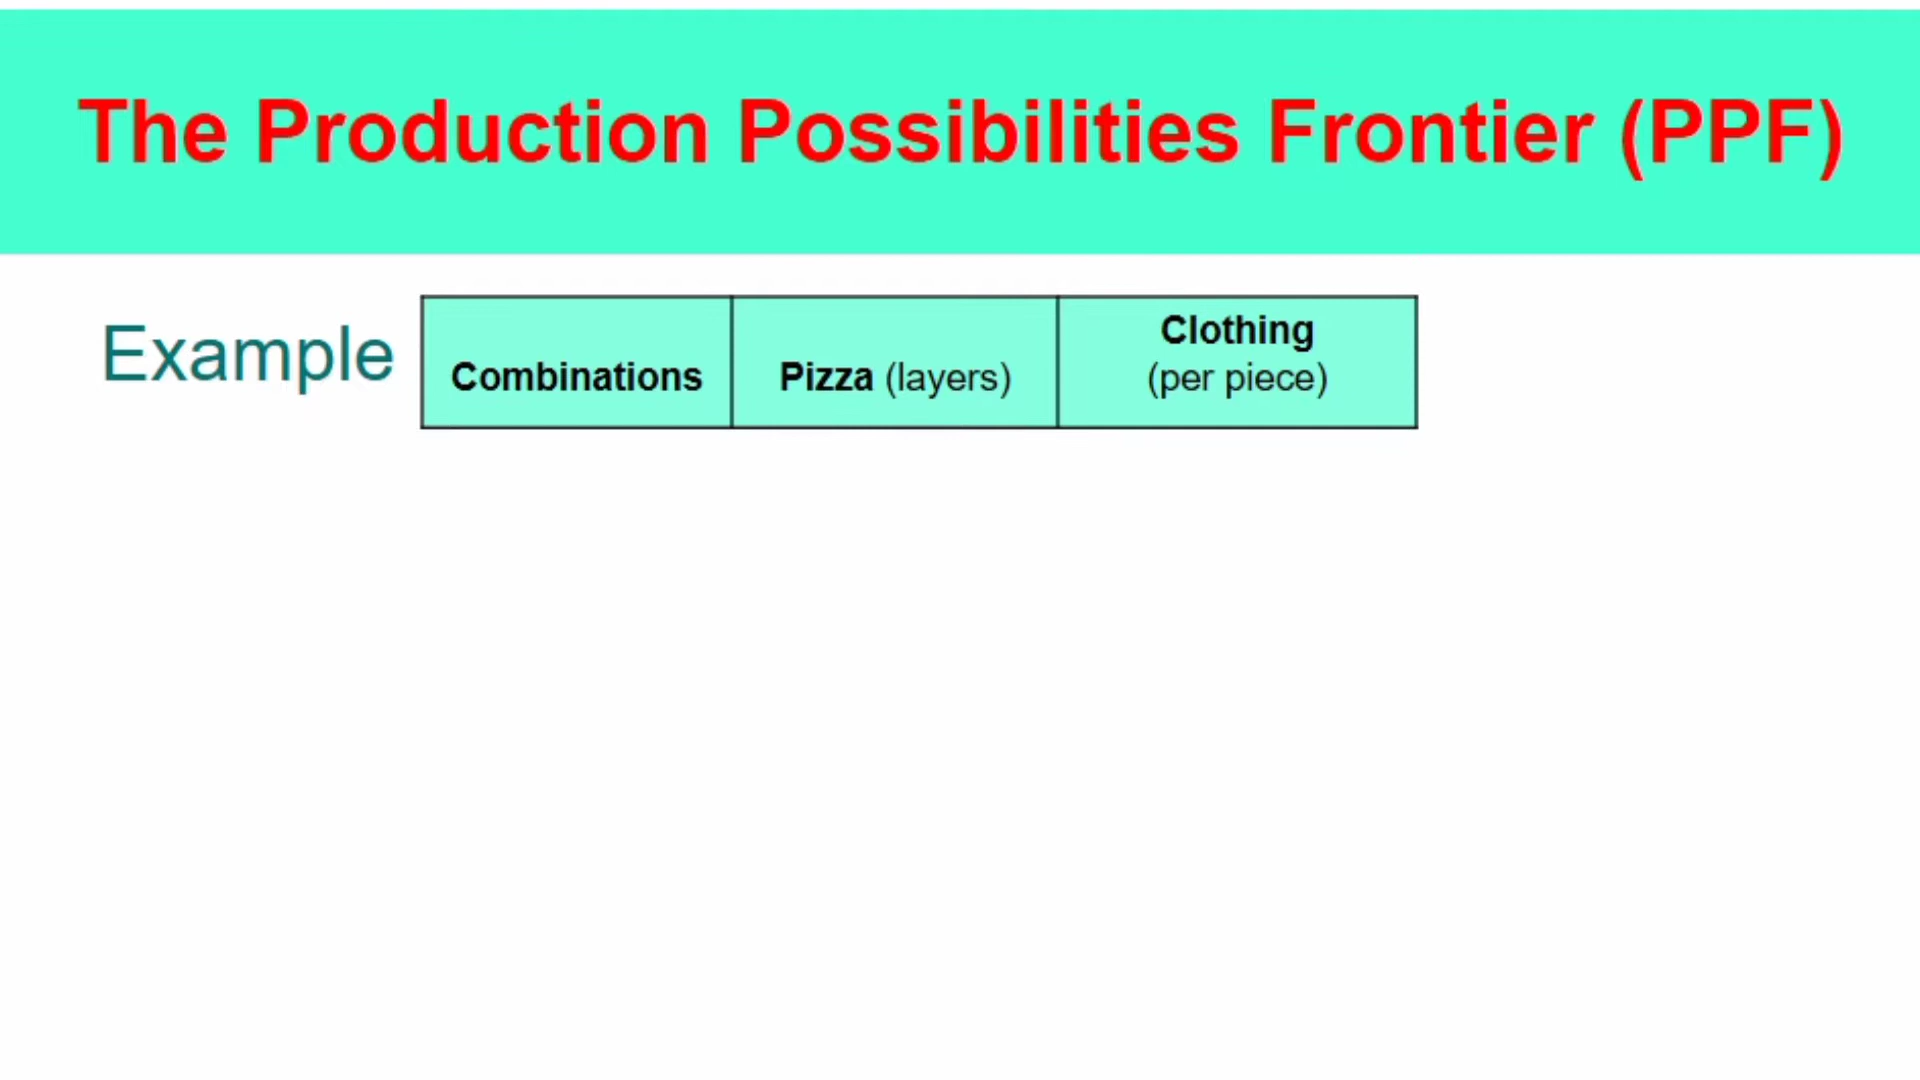 The Production Possibilities Frontier (PPF)
Example
Combinations
Pizza (layers)
Clothing
(per piece)